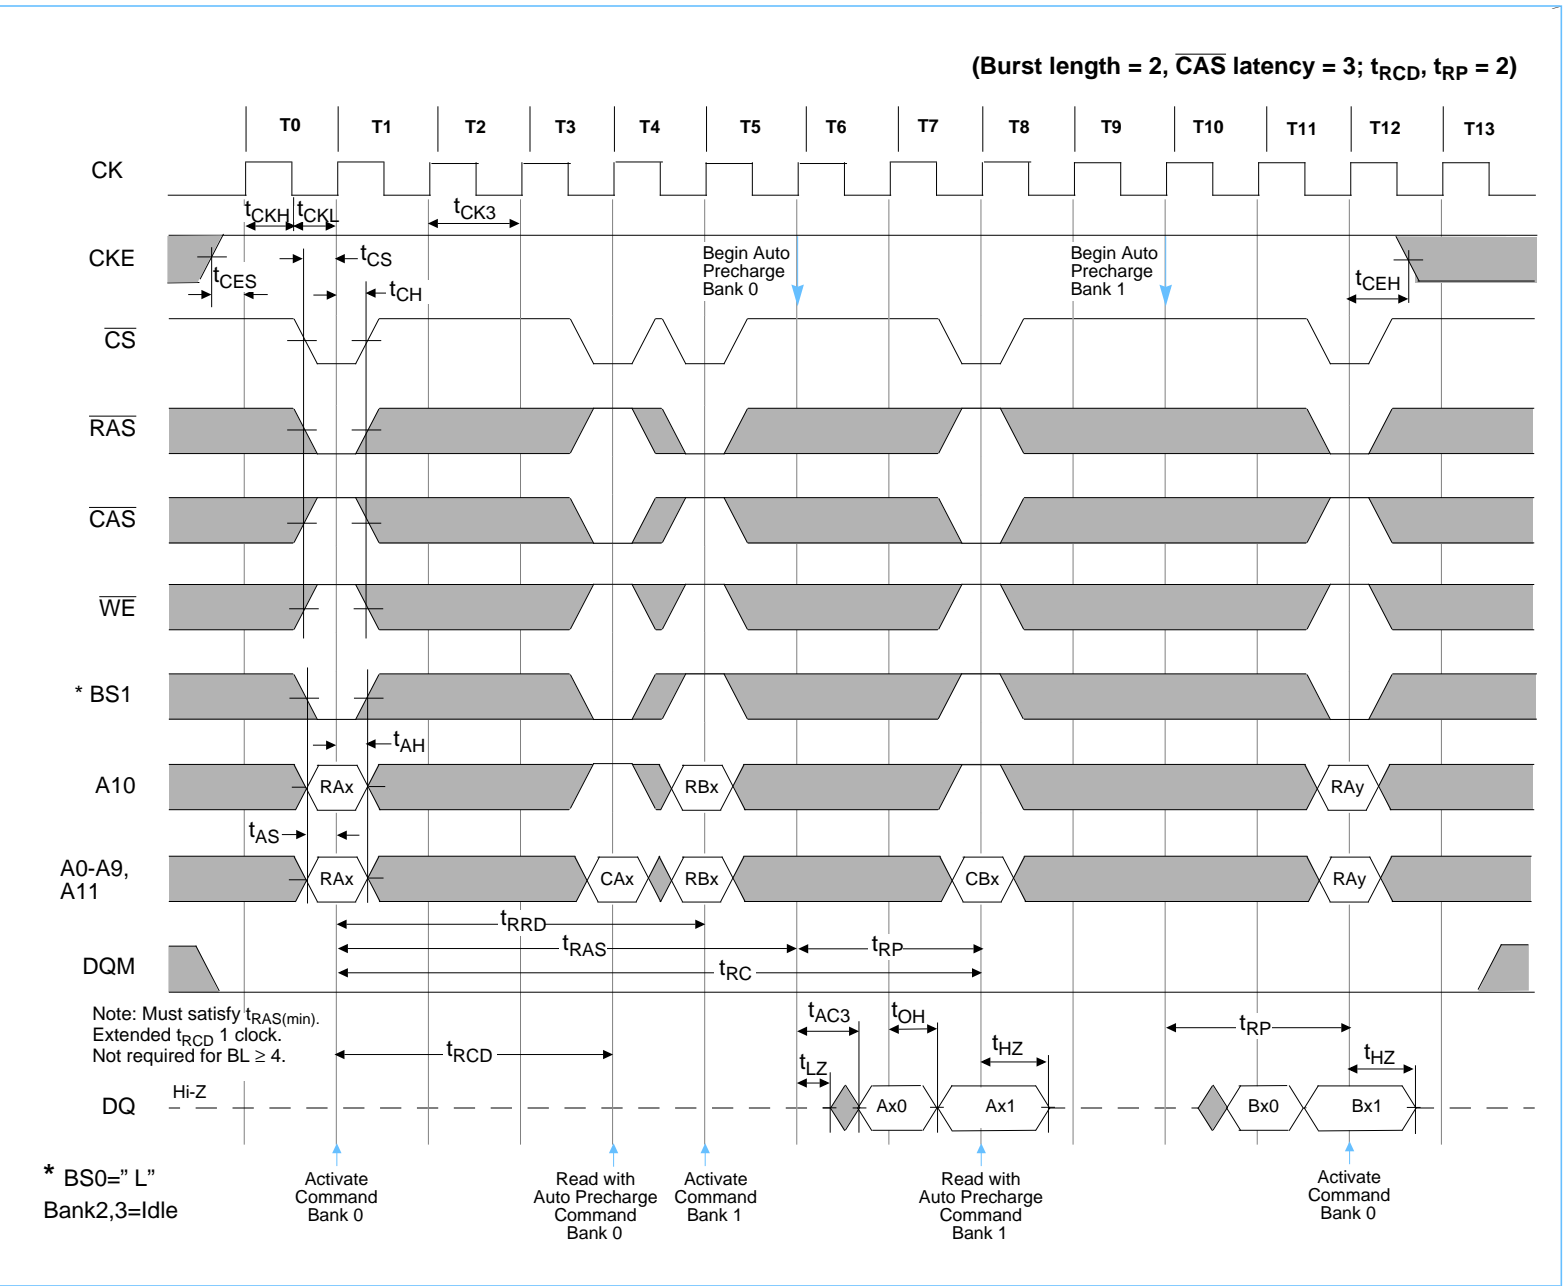 (Burst length = 2, CAS latency = 3; tRCD, tRP = 2)
T0 T1 T2 T3 T4 T5 T6 T7 T8 T9 T10 T11 T12 T13
CK
tCKH tCKL tCK3
CKE
tCES
tCS
tCH
Begin Auto
Precharge
Bank 0
Begin Auto
Precharge
Bank 1
tCEH
CS
RAS
CAS
WE
* BS1
tAH
A10 RAx RBx RAy
tAS
A0-A9,
A11
RAx CAx RBx CBx RAy
tRRD
tRAS tRP
DQM tRC
Note: Must satisfy tRAS(min).
Extended tRCD 1 clock.
Not required for BL ≥ 4.
tRCD
tAC3 tOH
tLZ
tHZ
tRP
tHZ
Hi-Z
DQ Ax0 Ax1 Bx0 Bx1
* BS0=” L”
Bank2,3=Idle
Activate
Command
Bank 0
Read with
Auto Precharge
Command
Bank 0
Activate
Command
Bank 1
Read with
Auto Precharge
Command
Bank 1
Activate
Command
Bank 0